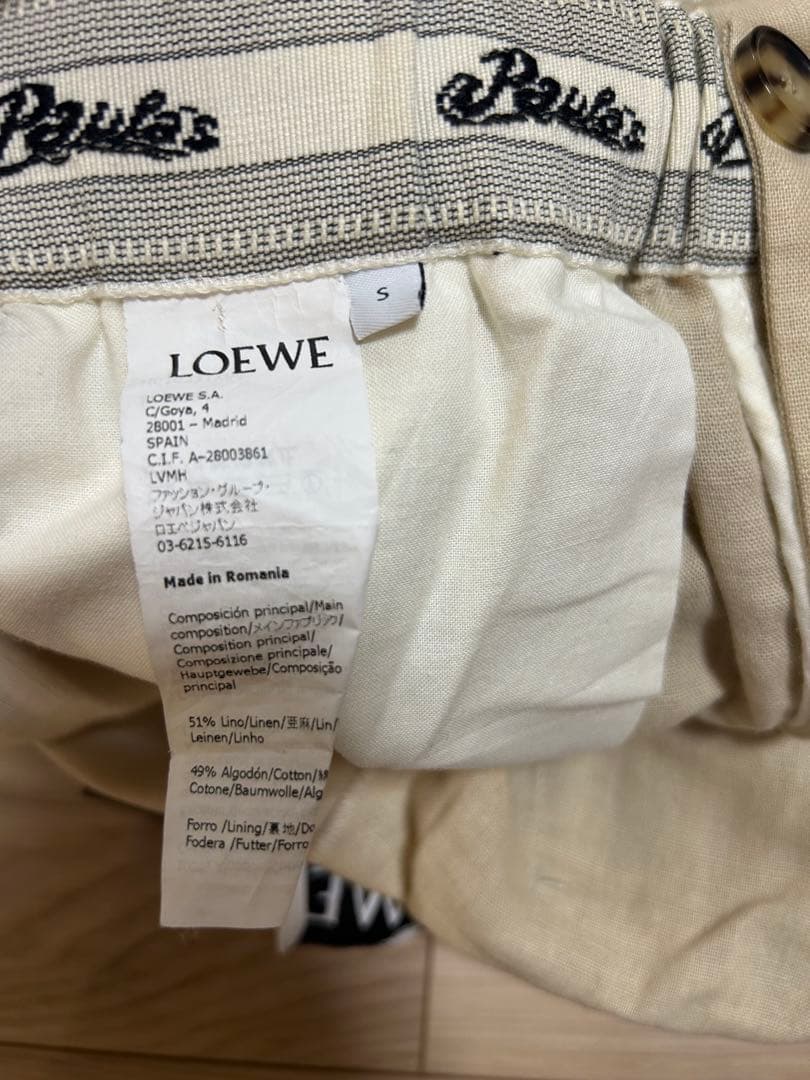 Paula's
Paula's
S
LOEWE
LOEWE S.A.
C/Goya, 4
28001 – Madrid
SPAIN
C.I.F. A-28003861
LVMH
ファッション・グループ・
ジャパン株式会社
ロエベジャパン
03-6215-6116
Made in Romania
Composición principal/Main
composition/メインファブリック/
Composition principal/
Composizione principale/
Hauptgewebe/Composição
principal
51% Lino/Linen/亜麻/Lin/
Leinen/Linho
49% Algodón/Cotton/
Cotone/Baumwolle/Alg
Forro /Lining/裏地/Do
Fodera /Futter/Forro